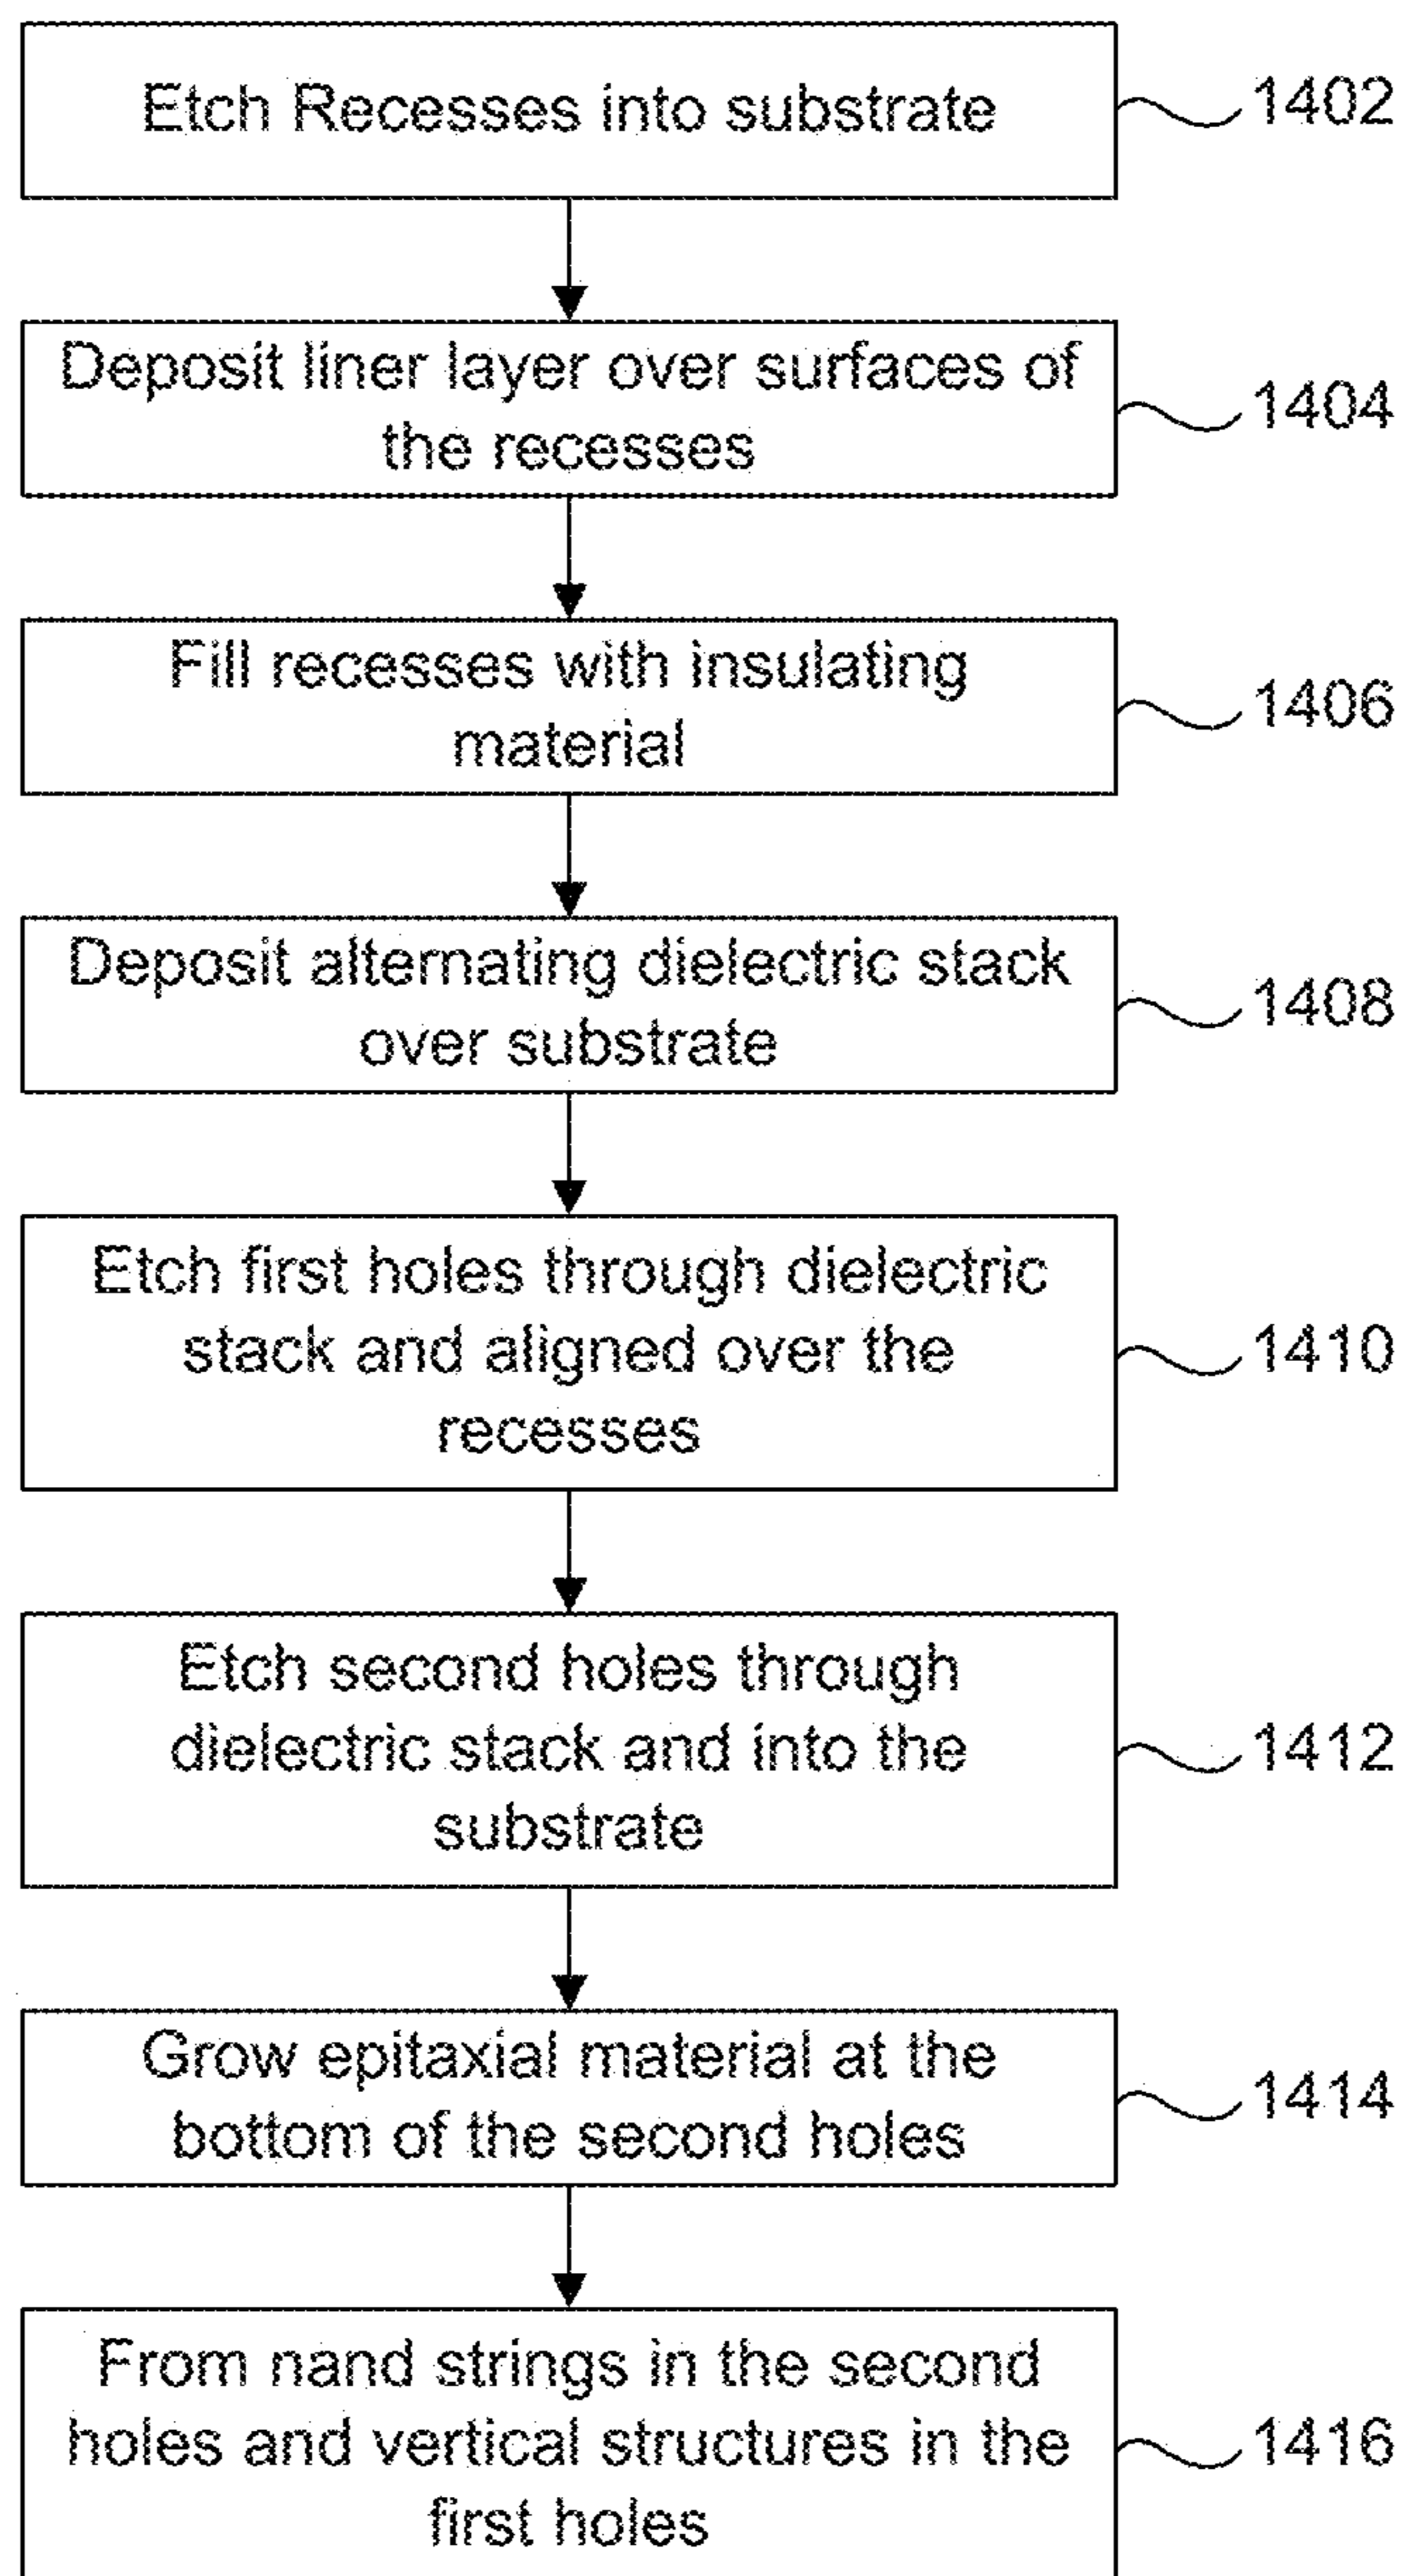 Etch Recesses into substrate
1402
Deposit liner layer over surfaces of
the recesses
1404
Fill recesses with insulating
material
1406
Deposit alternating dielectric stack
over substrate
1408
Etch first holes through dielectric
stack and aligned over the
recesses
1410
Etch second holes through
dielectric stack and into the
substrate
1412
Grow epitaxial material at the
bottom of the second holes
1414
From nand strings in the second
holes and vertical structures in the
first holes
1416